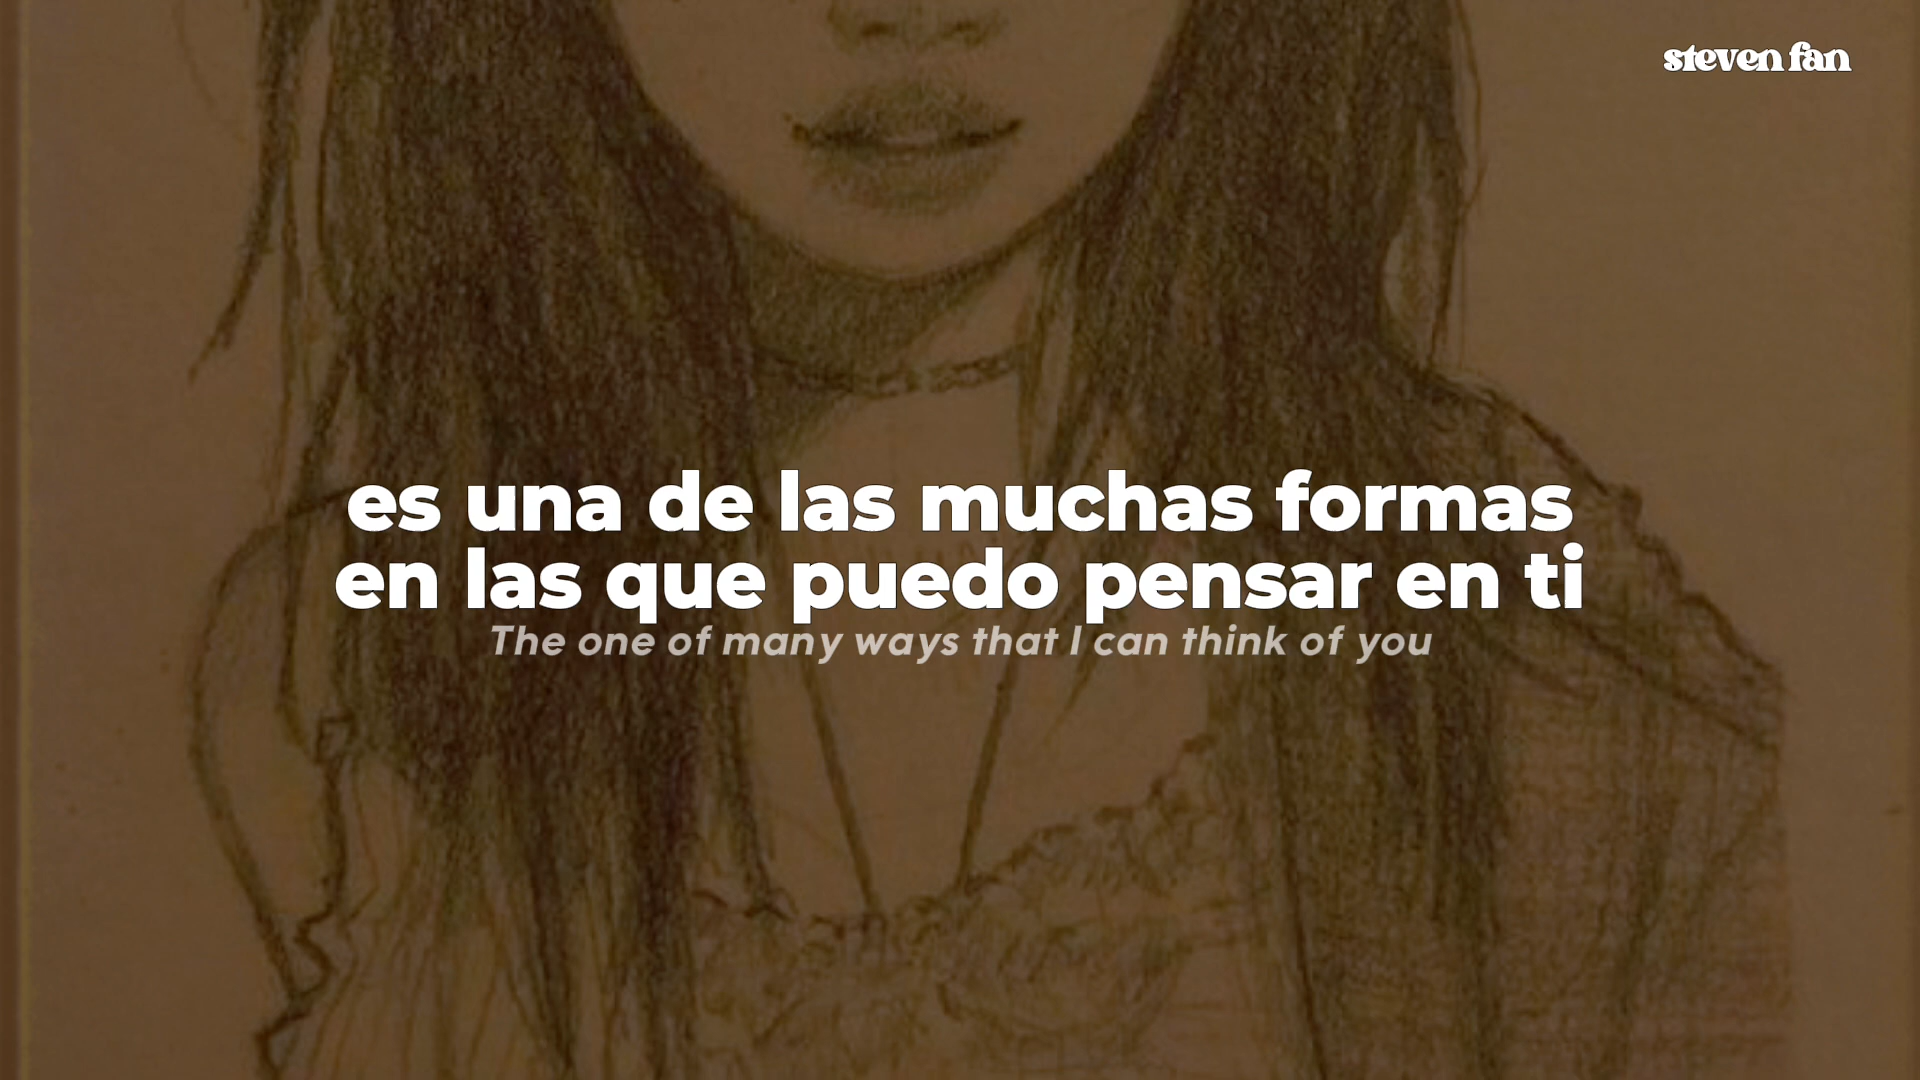 steven fan
es una de las muchas formas
en las que puedo pensar en ti
The one of many ways that I can think of you